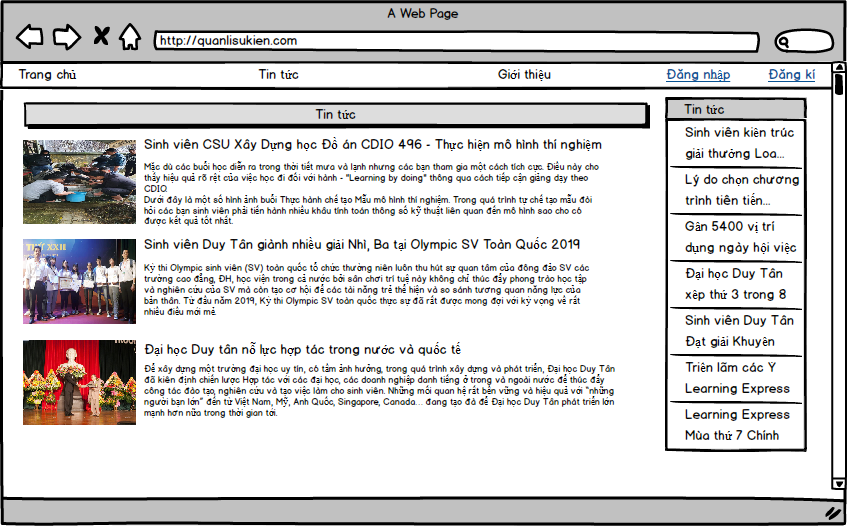 A Web Page
http://quanlisukien.com
Trang chủ
Tin tức
Giới thiệu
Đăng nhập
Đăng kí
Tin tức
Sinh viên CSU Xây Dựng học Đồ án CDIO 496 - Thực hiện mô hình thí nghiệm
Mặc dù các buổi học diễn ra trong thời tiết mưa và lạnh nhưng các bạn tham gia một cách tích cực. Điều này cho
thấy hiệu quả rõ rệt của việc học đi đối với hành - "Learning by doing" thông qua cách tiếp cận giảng dạy theo
CDIO.
Dưới đây là một số hình ảnh buổi Thực hành chế tạo Mẫu mô hình thí nghiệm. Trong quá trình tự chế tạo mẫu đòi
hỏi các bạn sinh viên phải tiến hành nhiều khâu tính toán thông số kỹ thuật liên quan đến mô hình sao cho có
được kết quả tốt nhất.
Sinh viên Duy Tân giành nhiều giải Nhì, Ba tại Olympic SV Toàn Quốc 2019
Kỳ thi Olympic sinh viên (SV) toàn quốc tổ chức thường niên luôn thu hút sự quan tâm của đông đảo SV các
trường cao đẳng, ĐH, học viện trong cả nước bởi sân chơi trí tuệ này không chỉ thúc đẩy phong trào học tập
và nghiên cứu của SV mà còn tạo cơ hội để các tài năng trẻ thể hiện và so sánh tương quan năng lực của
bản thân. Từ đầu năm 2019, Kỳ thi Olympic SV toàn quốc thực sự đã rất được mong đợi với kỳ vọng về rất
nhiều điều mới mẻ
Đại học Duy tân nỗ lực hợp tác trong nước và quốc tế
Để xây dựng một trường đại học uy tín, có tầm ảnh hưởng, trong quá trình xây dựng và phát triển, Đại học Duy Tân
đã kiên định chiến lược Hợp tác với các đại học, các doanh nghiệp danh tiếng ở trong và ngoài nước để thúc đẩy
công tác đào tạo, nghiên cứu và tạo việc làm cho sinh viên. Những mối quan hệ rất bền vững và hiệu quả với "những
người bạn lớn" đến từ Việt Nam, Mỹ, Anh Quốc, Singapore, Canada... đang tạo đà để Đại học Duy Tân phát triển lớn
mạnh hơn nữa trong thời gian tới.
Tin tức
Sinh viên kiến trúc
giải thưởng Loa...
Lý do chọn chương
trình tiên tiến...
Gần 5400 vị trí
dụng ngày hội việc
Đại học Duy Tân
xếp thứ 3 trong 8
Sinh viên Duy Tân
Đạt giải Khuyến
Triển lãm các Ý
Learning Express
Learning Express
Mùa thứ 7 Chính